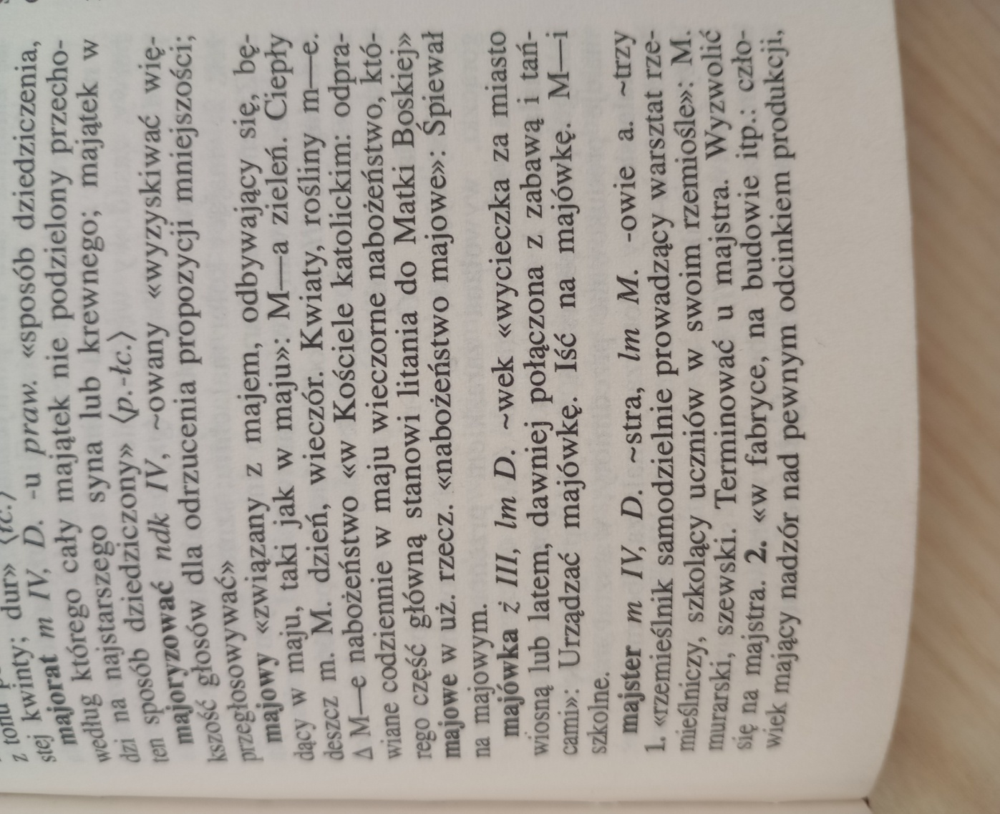 z tonu
stej kwinty; dur» ⟨łc.⟩
majorat m IV, D. -u praw. «sposób dziedziczenia,
według którego cały majątek nie podzielony przecho-
dzi na najstarszego syna lub krewnego; majątek w
ten sposób dziedziczony» ⟨p.-łc.⟩
majoryzować ndk IV, ~owany «wyzyskiwać wię-
kszość głosów dla odrzucenia propozycji mniejszości;
przegłosowywać»
majowy «związany z majem, odbywający się, bę-
dący w maju, taki jak w maju»: M—a zieleń. Ciepły
deszcz m. M. dzień, wieczór. Kwiaty, rośliny m—e.
Δ M—e nabożeństwo «w Kościele katolickim: odpra-
wiane codziennie w maju wieczorne nabożeństwo, któ-
rego część główną stanowi litania do Matki Boskiej»
majowe w uż. rzecz. «nabożeństwo majowe»: Śpiewał
na majowym.
majówka ż III, lm D. ~wek «wycieczka za miasto
wiosną lub latem, dawniej połączona z zabawą i tań-
cami»: Urządzać majówkę. Iść na majówkę. M—i
szkolne.
majster m IV, D. ~stra, lm M. -owie a. ~trzy
1. «rzemieślnik samodzielnie prowadzący warsztat rze-
mieślniczy, szkolący uczniów w swoim rzemiośle»: M.
murarski, szewski. Terminować u majstra. Wyzwolić
się na majstra. 2. «w fabryce, na budowie itp.: czło-
wiek mający nadzór nad pewnym odcinkiem produkcji,